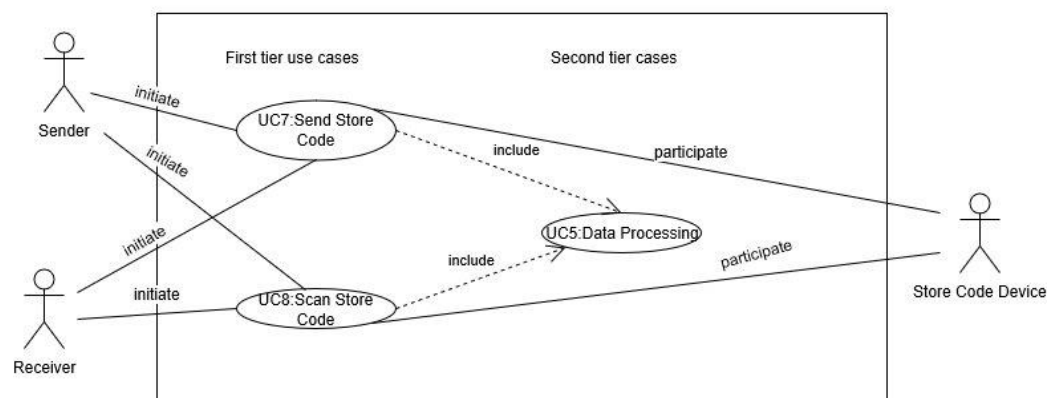 First tier use cases
Second tier cases
initiate
Sender
UC7:Send Store
Code
initiate
include
participate
initiate
UC5:Data Processing
include
participate
initiate
UC8:Scan Store
Code
Store Code Device
Receiver